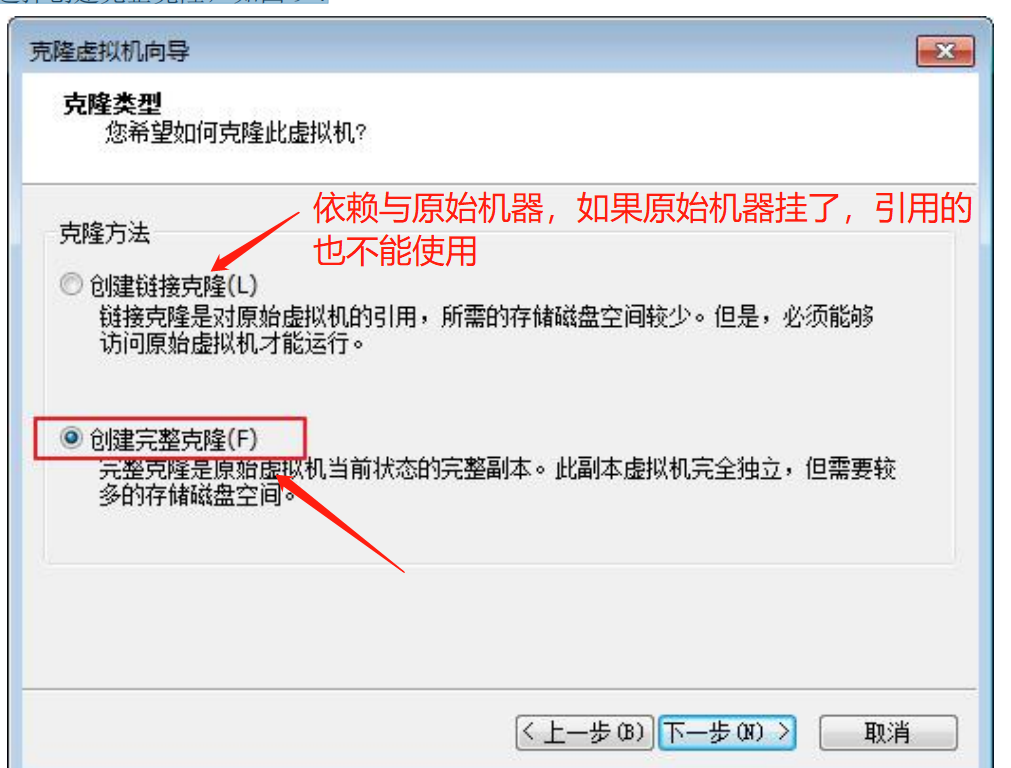 克隆虚拟机向导
克隆类型
您希望如何克隆此虚拟机?
依赖与原始机器，如果原始机器挂了，引用的
也不能使用
克隆方法
创建链接克隆(L)
链接克隆是对原始虚拟机的引用，所需的存储磁盘空间较少。但是，必须能够
访问原始虚拟机才能运行。
创建完整克隆(F)
完整克隆是原始虚拟机当前状态的完整副本。此副本虚拟机完全独立，但需要较
多的存储磁盘空间。
< 上一步(B)
下一步(N) >
取消